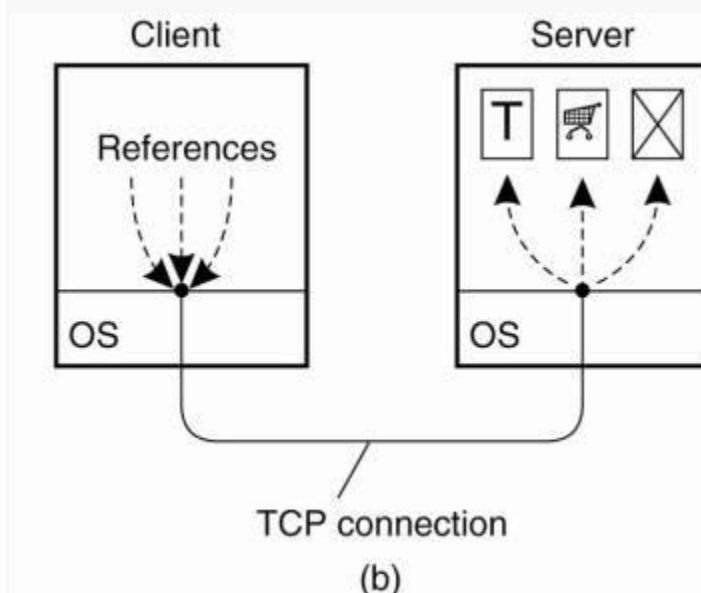 Client
Server
T
References
OS
OS
TCP connection
(b)